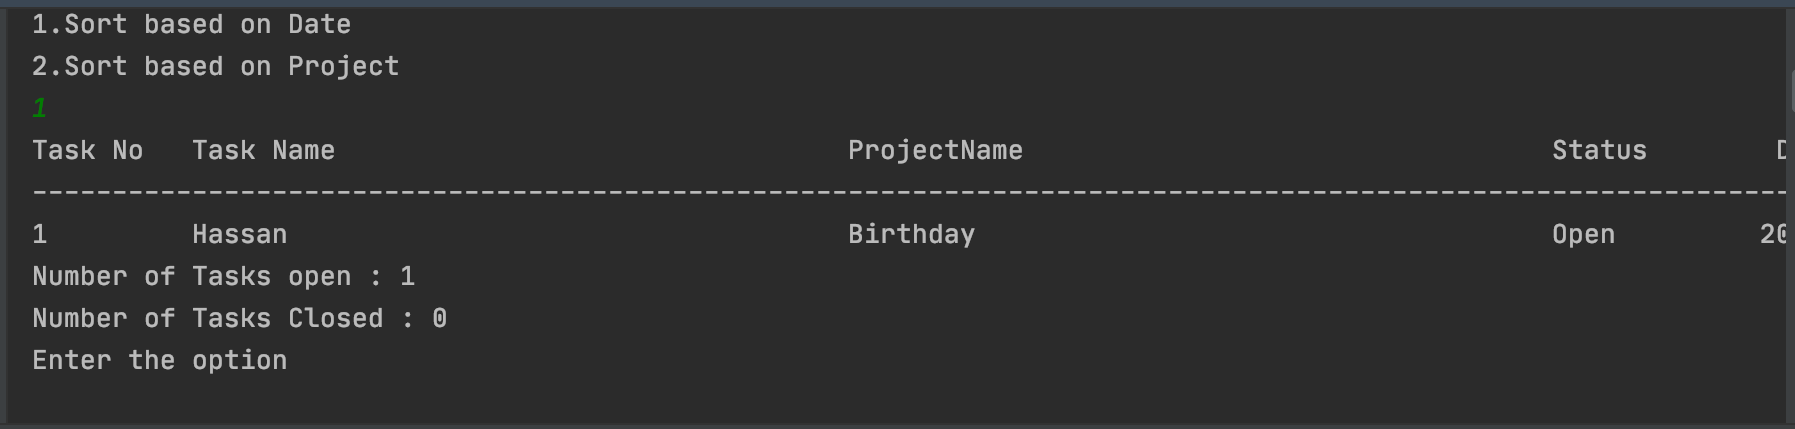 1.Sort based on Date
2.Sort based on Project
1
Task No   Task Name                                ProjectName                                 Status
--------------------------------------------------------------------------------------------------------------
1         Hassan                                   Birthday                                    Open         20
Number of Tasks open : 1
Number of Tasks Closed : 0
Enter the option